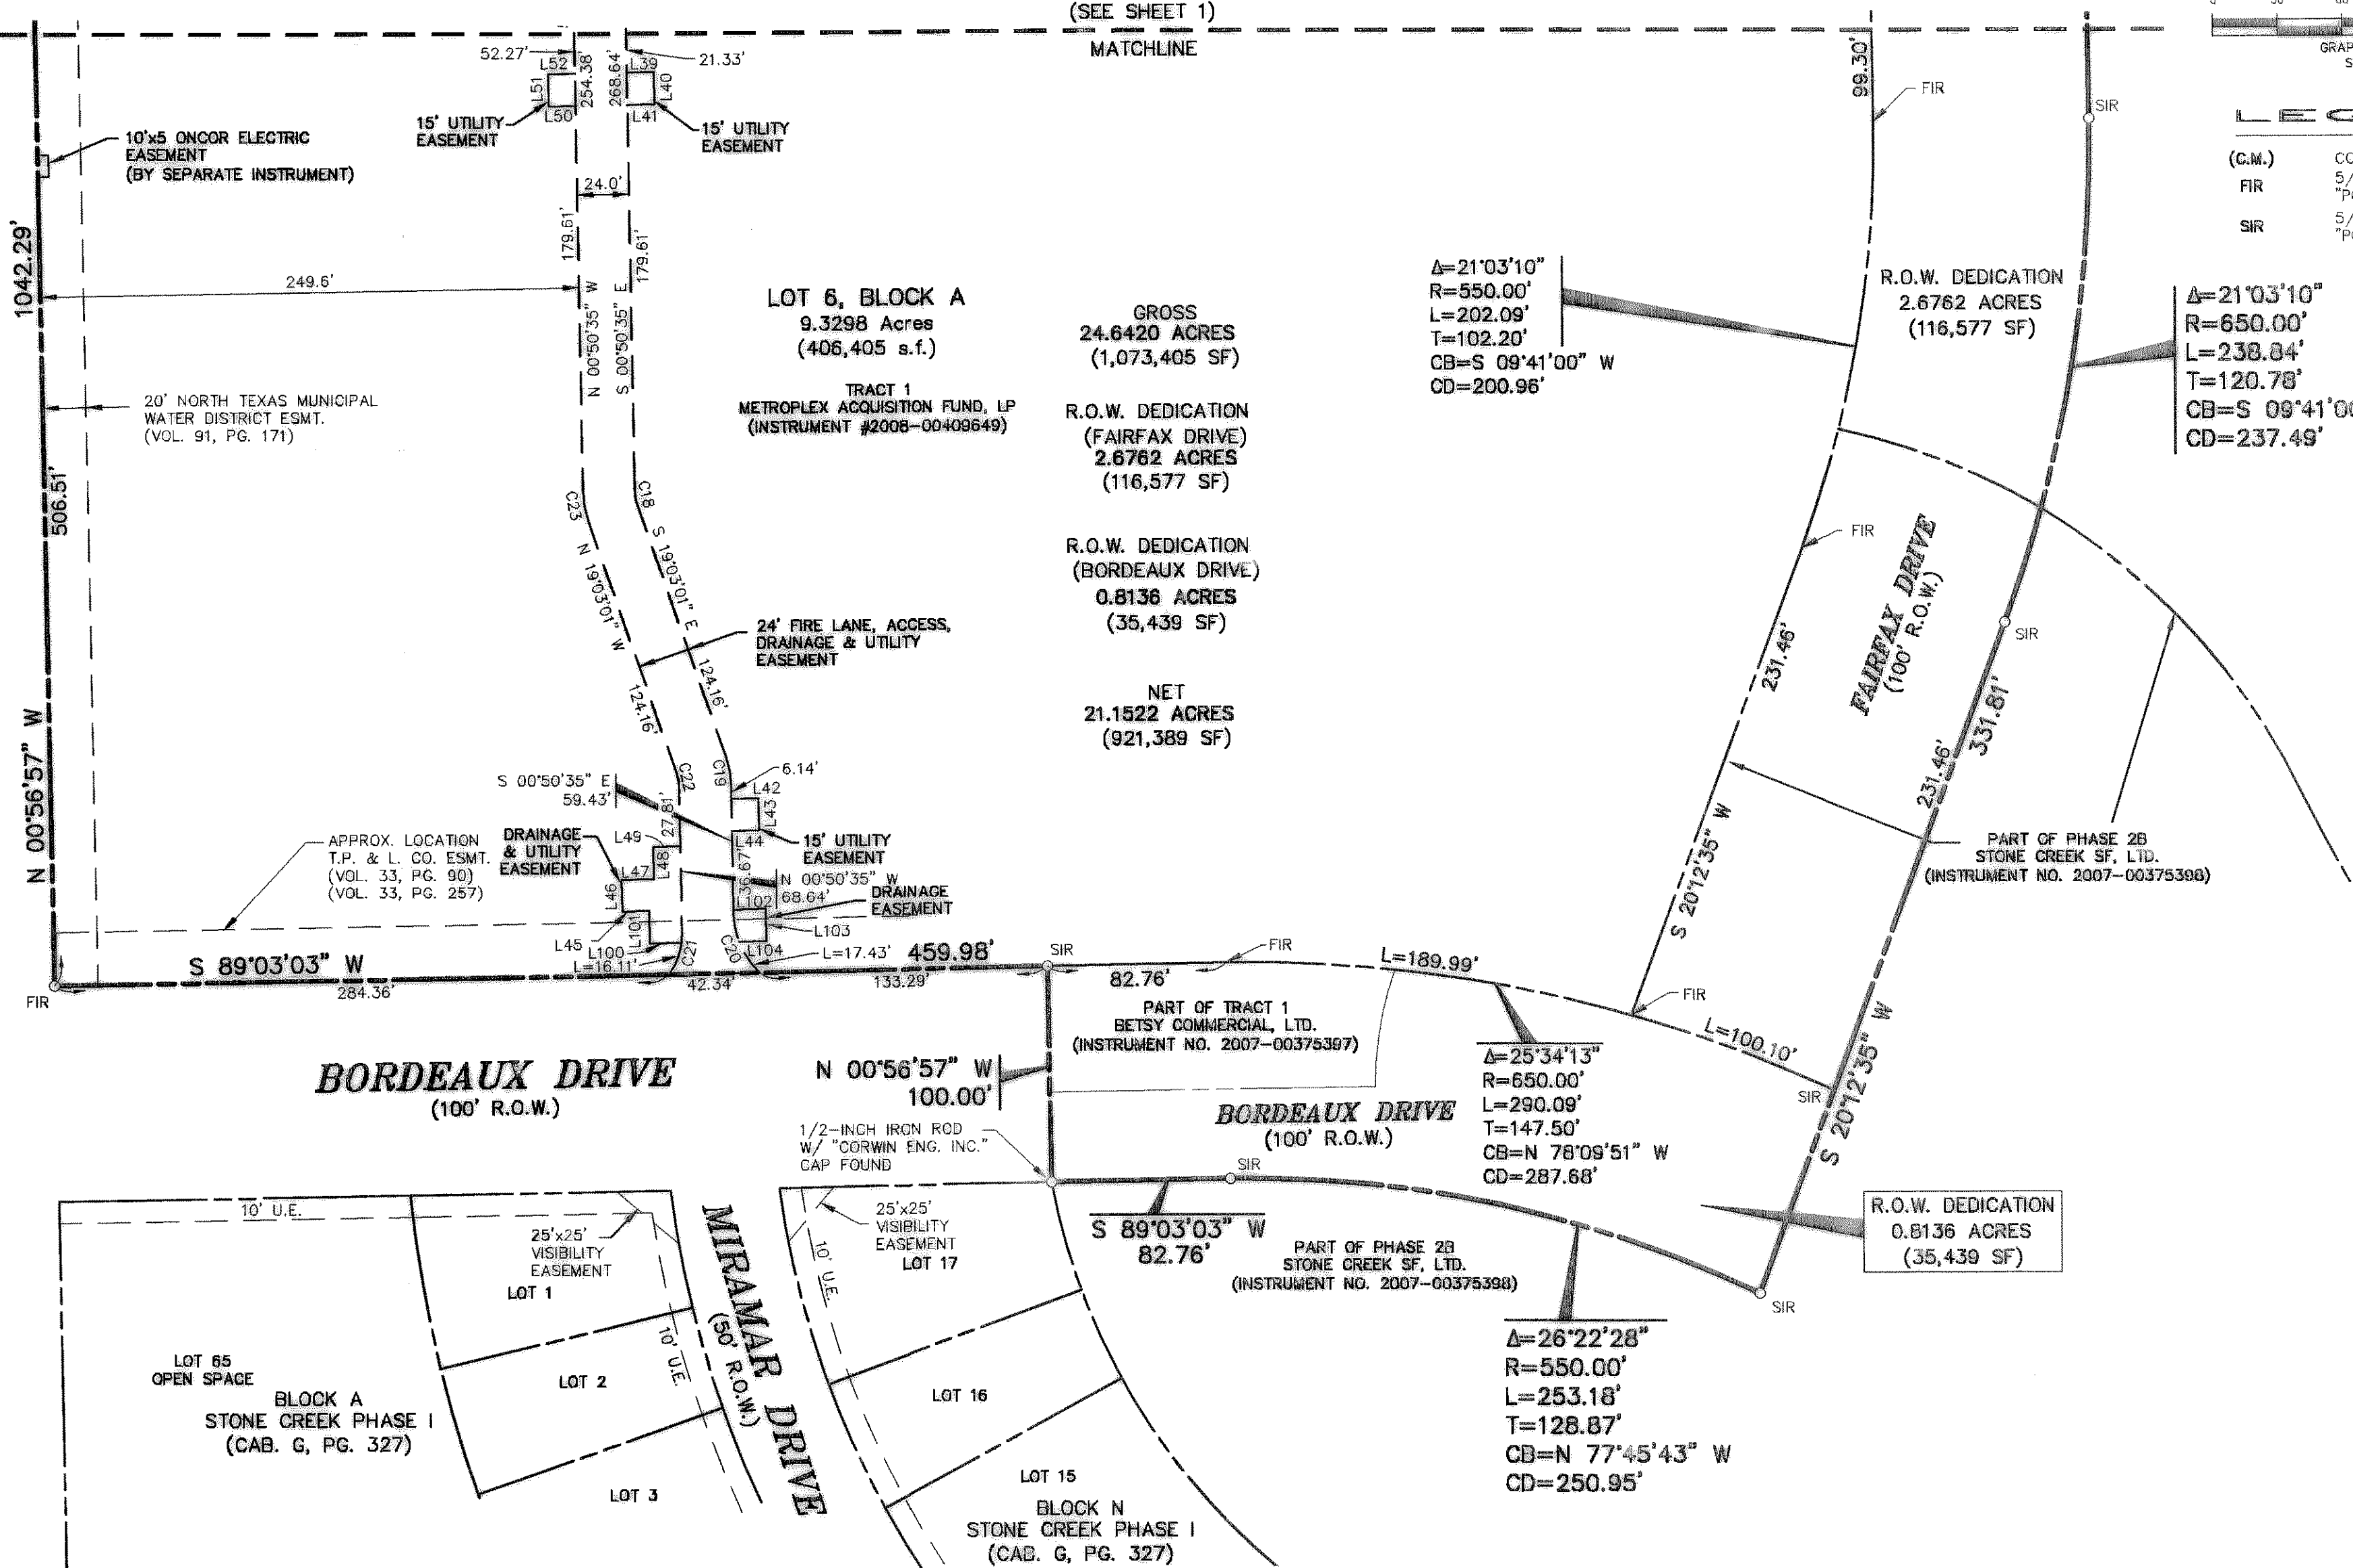 (SEE SHEET 1)
MATCHLINE
52.27'
L52
254.38'
268.64'
L39
21.33'
L51
L40
L50
L41
15' UTILITY
EASEMENT
15' UTILITY
EASEMENT
10'x5 ONCOR ELECTRIC
EASEMENT
(BY SEPARATE INSTRUMENT)
24.0'
179.61'
179.61'
1042.29'
249.6'
N 00°50'35" W
S 00°50'35" E
LOT 6, BLOCK A
9.3298 Acres
(406,405 s.f.)
TRACT 1
METROPLEX ACQUISITION FUND, LP
(INSTRUMENT #2008-00409649)
GROSS
24.6420 ACRES
(1,073,405 SF)
R.O.W. DEDICATION
(FAIRFAX DRIVE)
2.6762 ACRES
(116,577 SF)
R.O.W. DEDICATION
(BORDEAUX DRIVE)
0.8136 ACRES
(35,439 SF)
NET
21.1522 ACRES
(921,389 SF)
99.30'
FIR
SIR
(C.M.)
FIR
SIR
Δ=21°03'10"
R=550.00'
L=202.09'
T=102.20'
CB=S 09°41'00" W
CD=200.96'
R.O.W. DEDICATION
2.6762 ACRES
(116,577 SF)
Δ=21°03'10"
R=650.00'
L=238.84'
T=120.78'
CB=S 09°41'00
CD=237.49'
20' NORTH TEXAS MUNICIPAL
WATER DISTRICT ESMT.
(VOL. 91, PG. 171)
506.51'
N 00°56'57" W
C23
C18
N 19°03'01" W
S 19°03'01" E
24' FIRE LANE, ACCESS,
DRAINAGE & UTILITY
EASEMENT
124.16'
124.16'
FIR
FAIRFAX DRIVE
(100' R.O.W.)
SIR
231.46'
231.46'
331.81'
S 20°12'35" W
PART OF PHASE 2B
STONE CREEK SF, LTD.
(INSTRUMENT NO. 2007-00375398)
S 00°50'35" E
59.43'
C22
C19
6.14'
L42
L43
27.81'
L49
L44
15' UTILITY
EASEMENT
APPROX. LOCATION
T.P. & L. CO. ESMT.
(VOL. 33, PG. 90)
(VOL. 33, PG. 257)
DRAINAGE
& UTILITY
EASEMENT
L47
L48
L46
36.67'
N 00°50'35" W
68.64'
L102
DRAINAGE
EASEMENT
L103
L45
L101
L100
L104
C21
C20
L=16.11'
L=17.43'
S 89°03'03" W
459.98'
FIR
284.36'
42.34'
133.29'
SIR
82.76'
FIR
L=189.99'
FIR
L=100.10'
SIR
S 20°12'35" W
PART OF TRACT 1
BETSY COMMERCIAL, LTD.
(INSTRUMENT NO. 2007-00375397)
Δ=25°34'13"
R=650.00'
L=290.09'
T=147.50'
CB=N 78°09'51" W
CD=287.68'
BORDEAUX DRIVE
(100' R.O.W.)
N 00°56'57" W
100.00'
1/2-INCH IRON ROD
W/ "CORWIN ENG. INC."
CAP FOUND
BORDEAUX DRIVE
(100' R.O.W.)
SIR
S 89°03'03" W
82.76'
PART OF PHASE 2B
STONE CREEK SF, LTD.
(INSTRUMENT NO. 2007-00375398)
R.O.W. DEDICATION
0.8136 ACRES
(35,439 SF)
SIR
Δ=26°22'28"
R=550.00'
L=253.18'
T=128.87'
CB=N 77°45'43" W
CD=250.95'
10' U.E.
25'x25'
VISIBILITY
EASEMENT
LOT 1
10' U.E.
LOT 2
LOT 3
LOT 65
OPEN SPACE
BLOCK A
STONE CREEK PHASE I
(CAB. G, PG. 327)
MIRAMAR DRIVE
(50' R.O.W.)
25'x25'
VISIBILITY
EASEMENT
10' U.E.
LOT 17
LOT 16
LOT 15
BLOCK N
STONE CREEK PHASE I
(CAB. G, PG. 327)